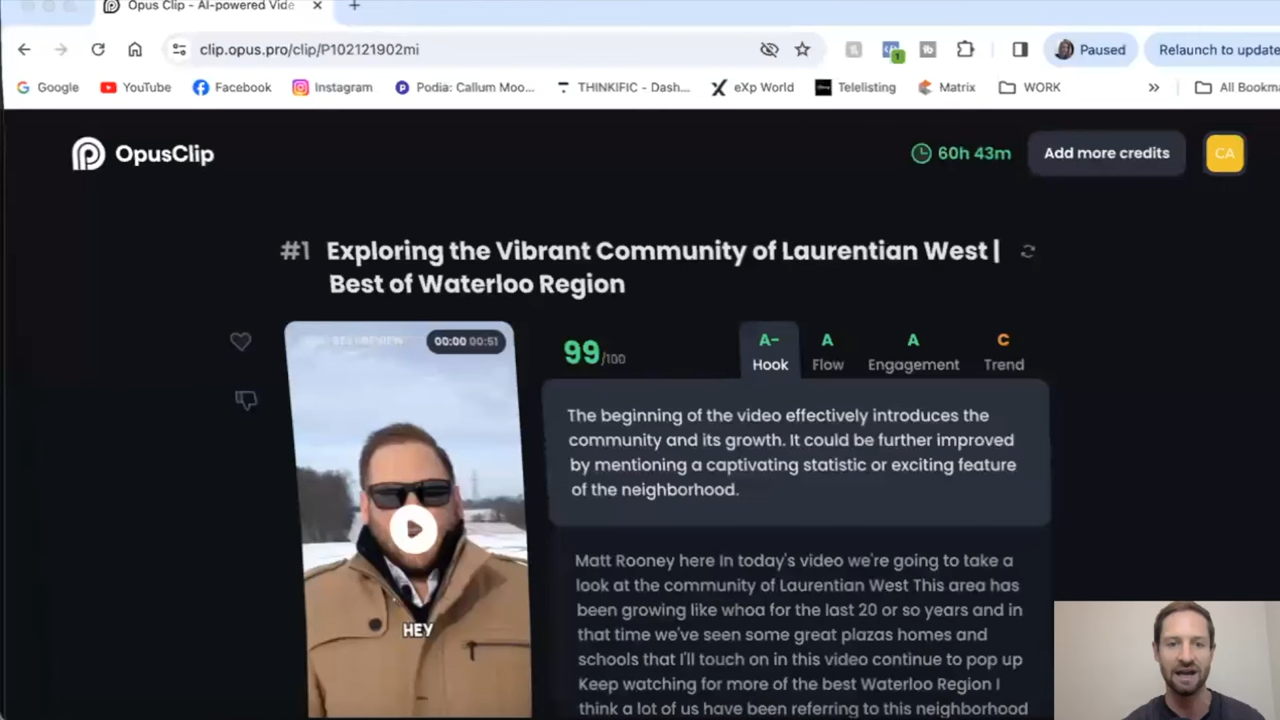 Opus Clip - AI-powered Vide
clip.opus.pro/clip/P102121902mi
Paused
Relaunch to update
Google
YouTube
Facebook
Instagram
Podia: Callum Moo...
THINKIFIC - Dash...
eXp World
Telelisting
Matrix
WORK
All Bookma
OpusClip
60h 43m
Add more credits
CA
#1 Exploring the Vibrant Community of Laurentian West |
Best of Waterloo Region
00:00 00:51
99/100
A-
Hook
A
Flow
A
Engagement
C
Trend
The beginning of the video effectively introduces the
community and its growth. It could be further improved
by mentioning a captivating statistic or exciting feature
of the neighborhood.
HEY
Matt Rooney here In today's video we're going to take a
look at the community of Laurentian West This area has
been growing like whoa for the last 20 or so years and in
that time we've seen some great plazas homes and
schools that I'll touch on in this video continue to pop up
Keep watching for more of the best Waterloo Region I
think a lot of us have been referring to this neighborhood